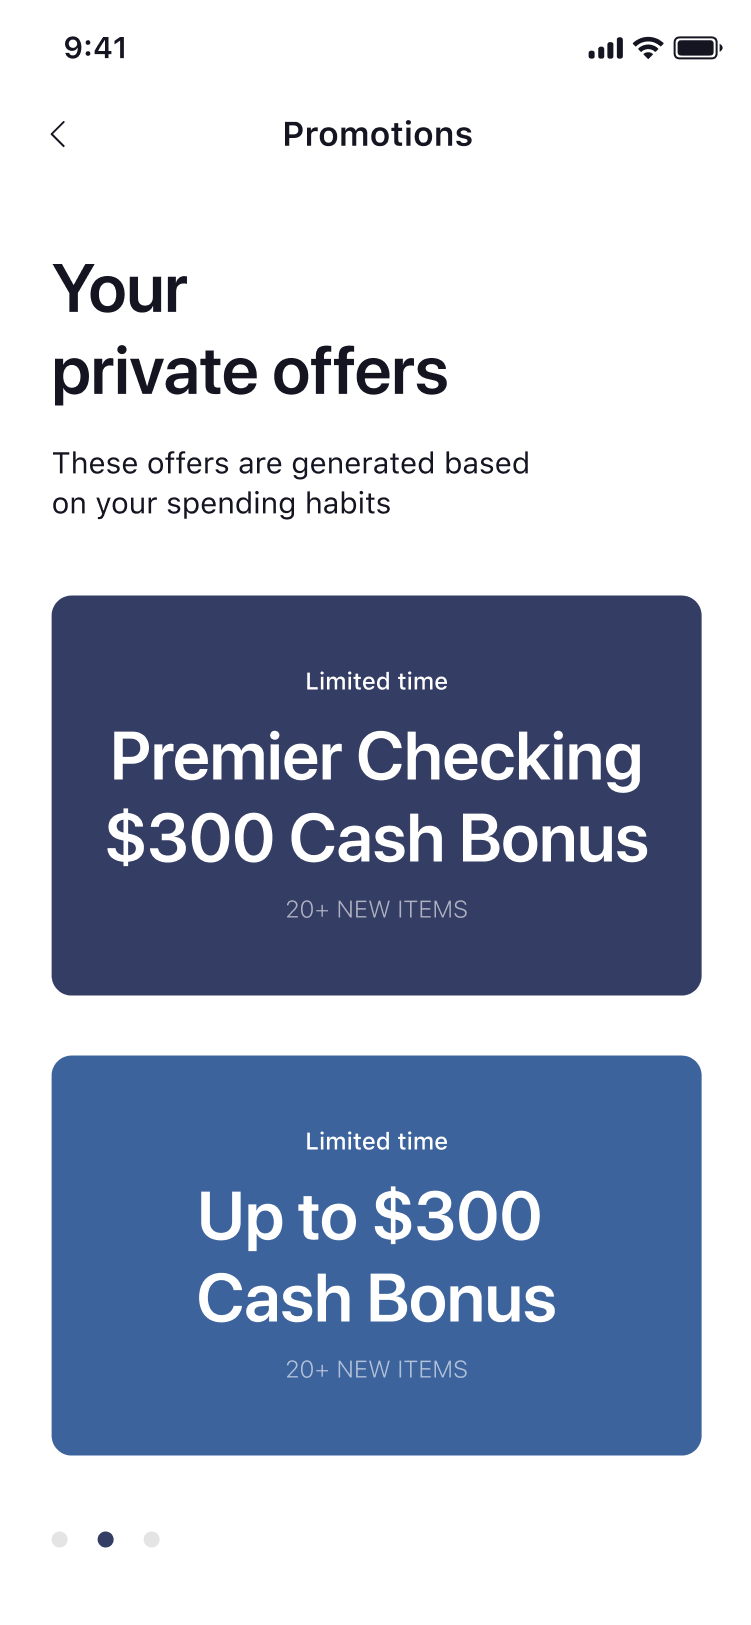 9:41
Promotions
Your
private offers
These offers are generated based
on your spending habits
Limited time
Premier Checking
$300 Cash Bonus
20+ NEW ITEMS
Limited time
Up to $300
Cash Bonus
20+ NEW ITEMS